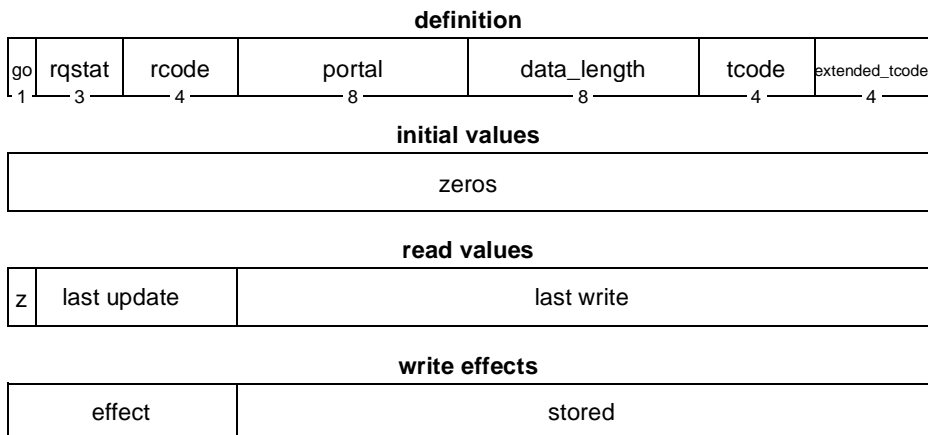 definition
go rqstat rcode portal data_length tcode extended_tcode
1 3 4 8 8 4 4
initial values
zeros
read values
z last update last write
write effects
effect stored